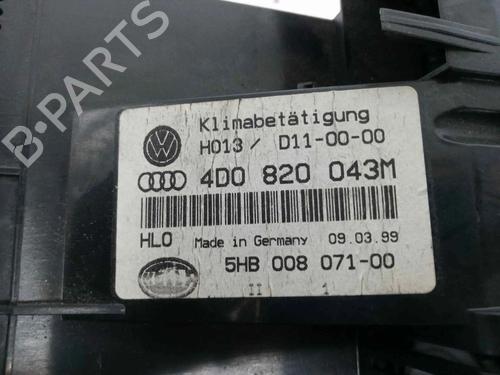 Klimabetätigung
H013/ D11-00-00
4D0 820 043M
HLO Made in Germany 09.03.99
5HB 008 071-00
II 1